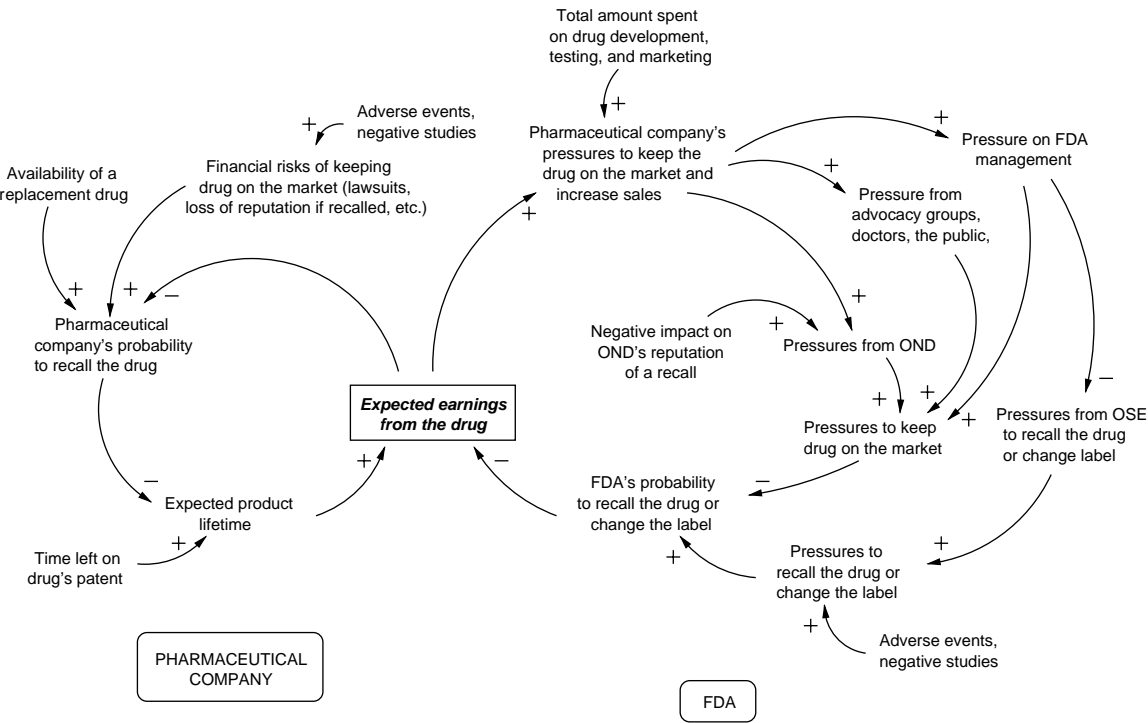 Total amount spent
on drug development,
testing, and marketing
+
Adverse events,
negative studies
+
Pharmaceutical company's
pressures to keep the
drug on the market and
increase sales
+
Pressure on FDA
management
Availability of a
replacement drug
Financial risks of keeping
drug on the market (lawsuits,
loss of reputation if recalled, etc.)
+
Pressure from
advocacy groups,
doctors, the public,
+
+
+
−
+
Pharmaceutical
company's probability
to recall the drug
Negative impact on
OND's reputation
of a recall
+
Pressures from OND
−
Expected earnings
from the drug
+
+
+
Pressures to keep
drug on the market
Pressures from OSE
to recall the drug
or change label
+
−
−
−
Expected product
lifetime
FDA's probability
to recall the drug or
change the label
+
Time left on
drug's patent
+
+
Pressures to
recall the drug or
change the label
+
Adverse events,
negative studies
PHARMACEUTICAL
COMPANY
FDA